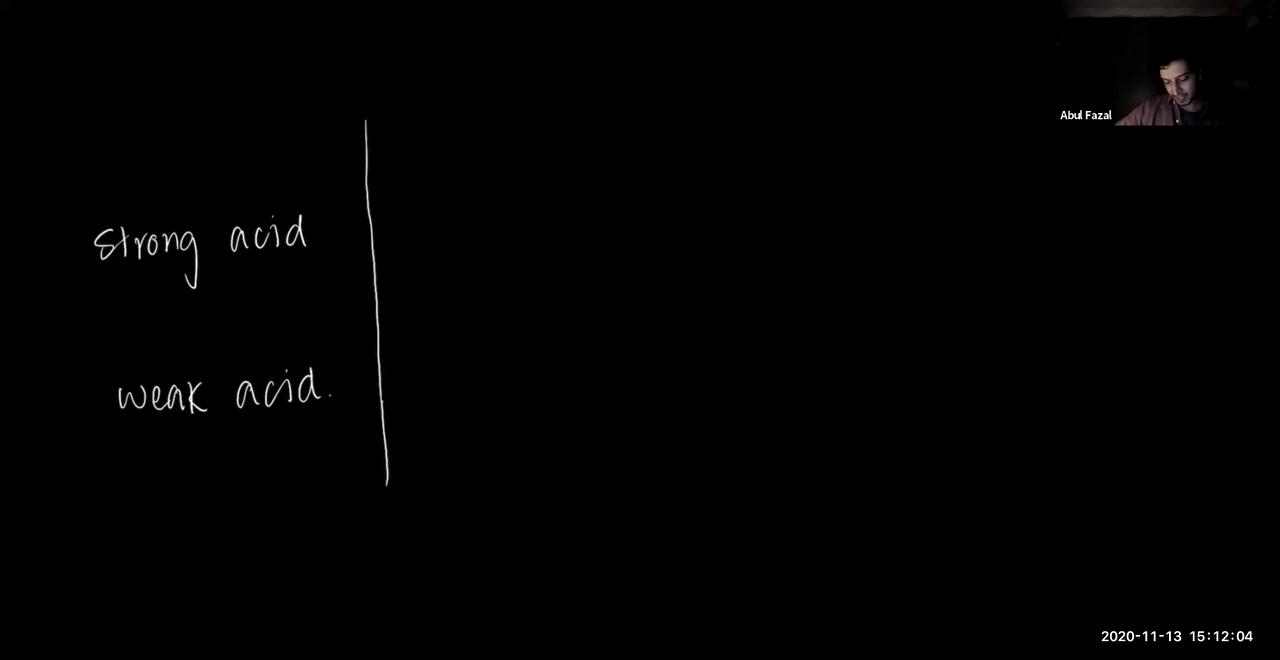 Abul Fazal
strong acid
weak acid.
2020-11-13 15:12:04